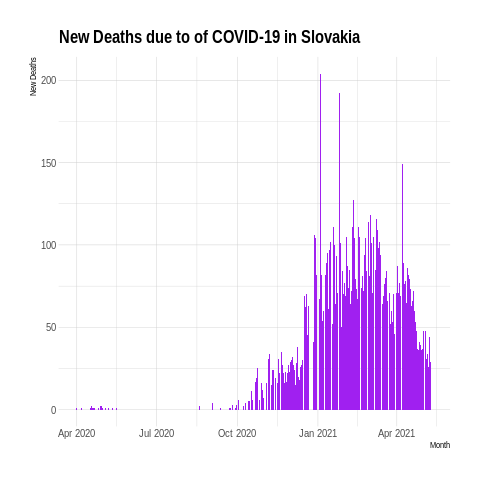 New Deaths due to of COVID-19 in Slovakia
New Deaths
200
150
100
50
0
Apr 2020 Jul 2020 Oct 2020 Jan 2021 Apr 2021
Month